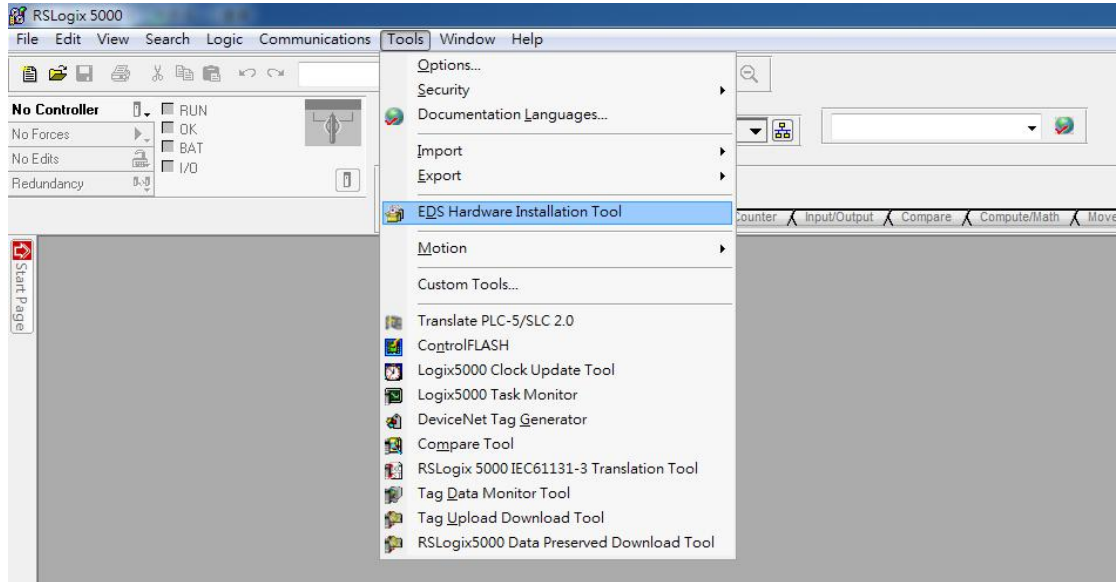 RSLogix 5000
File Edit View Search Logic Communications Tools Window Help
Options...
Security
Documentation Languages...
Import
Export
EDS Hardware Installation Tool
Motion
Custom Tools...
Translate PLC-5/SLC 2.0
ControlFLASH
Logix5000 Clock Update Tool
Logix5000 Task Monitor
DeviceNet Tag Generator
Compare Tool
RSLogix 5000 IEC61131-3 Translation Tool
Tag Data Monitor Tool
Tag Upload Download Tool
RSLogix5000 Data Preserved Download Tool
No Controller
RUN
No Forces
OK
BAT
No Edits
I/O
Redundancy
Counter Input/Output Compare Compute/Math Move
Start Page